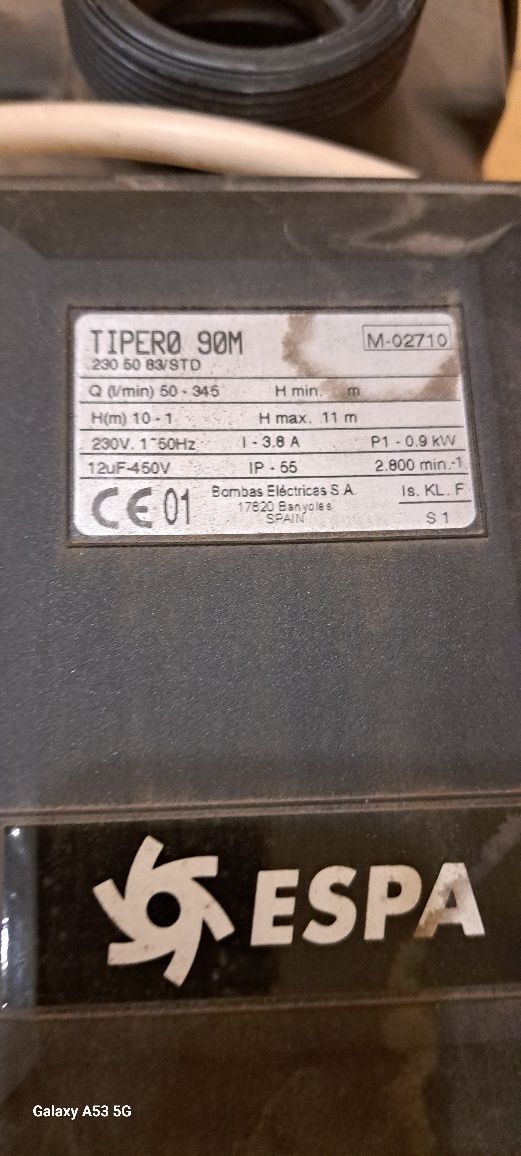 TIPER0 90M M-02710
230 50 83/STD
Q (l/min) 50 - 345 H min. m
H(m) 10 - 1 H max. 11 m
230V. 1~50Hz I - 3.8 A P1 - 0.9 kW
12uF-450V IP - 55 2.800 min.-1
CE 01 Bombas Eléctricas S.A. Is. KL. F
17820 Banyoles
SPAIN S 1
ESPA
Galaxy A53 5G